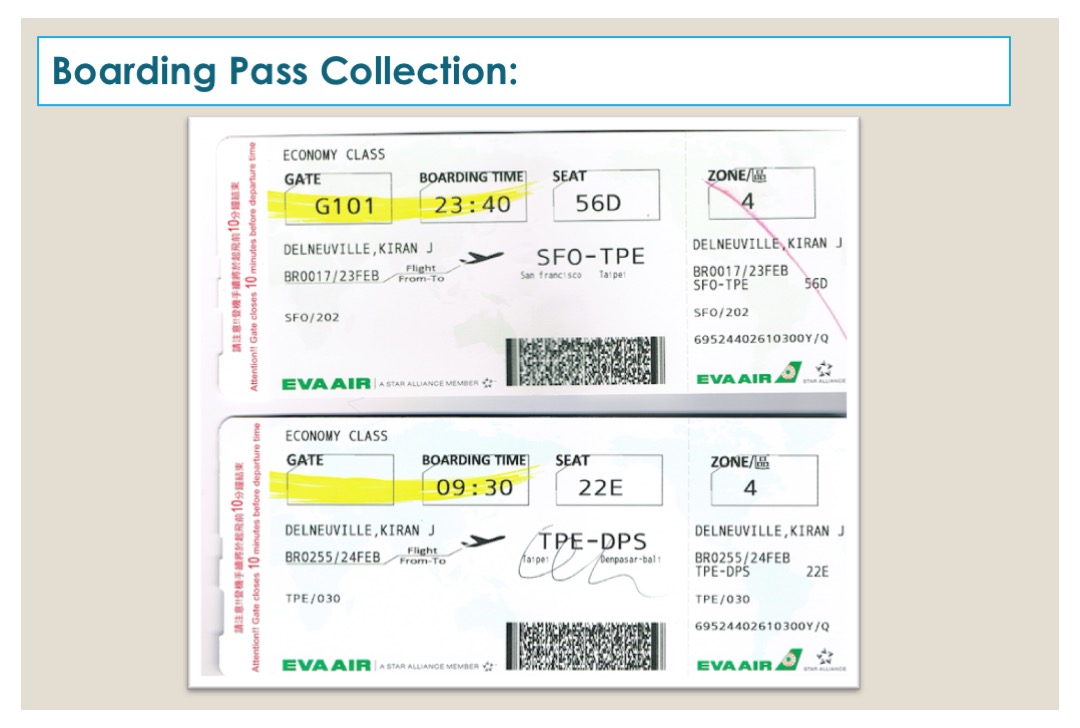 Boarding Pass Collection:
請注意!!登機手續將於起飛前10分鐘結束
Attention!! Gate closes 10 minutes before departure time
ECONOMY CLASS
GATE BOARDING TIME SEAT
G101 23:40 56D
DELNEUVILLE,KIRAN J
BR0017/23FEB Flight From-To SFO-TPE
San francisco Taipei
SFO/202
EVA AIR A STAR ALLIANCE MEMBER
ZONE/區
4
DELNEUVILLE,KIRAN J
BR0017/23FEB
SFO-TPE 56D
SFO/202
69524402610300Y/Q
EVA AIR STAR ALLIANCE
請注意!!登機手續將於起飛前10分鐘結束
Attention!! Gate closes 10 minutes before departure time
ECONOMY CLASS
GATE BOARDING TIME SEAT
09:30 22E
DELNEUVILLE,KIRAN J
BR0255/24FEB Flight From-To TPE-DPS
Taipei Denpasar-bali
TPE/030
EVA AIR A STAR ALLIANCE MEMBER
ZONE/區
4
DELNEUVILLE,KIRAN J
BR0255/24FEB
TPE-DPS 22E
TPE/030
69524402610300Y/Q
EVA AIR STAR ALLIANCE